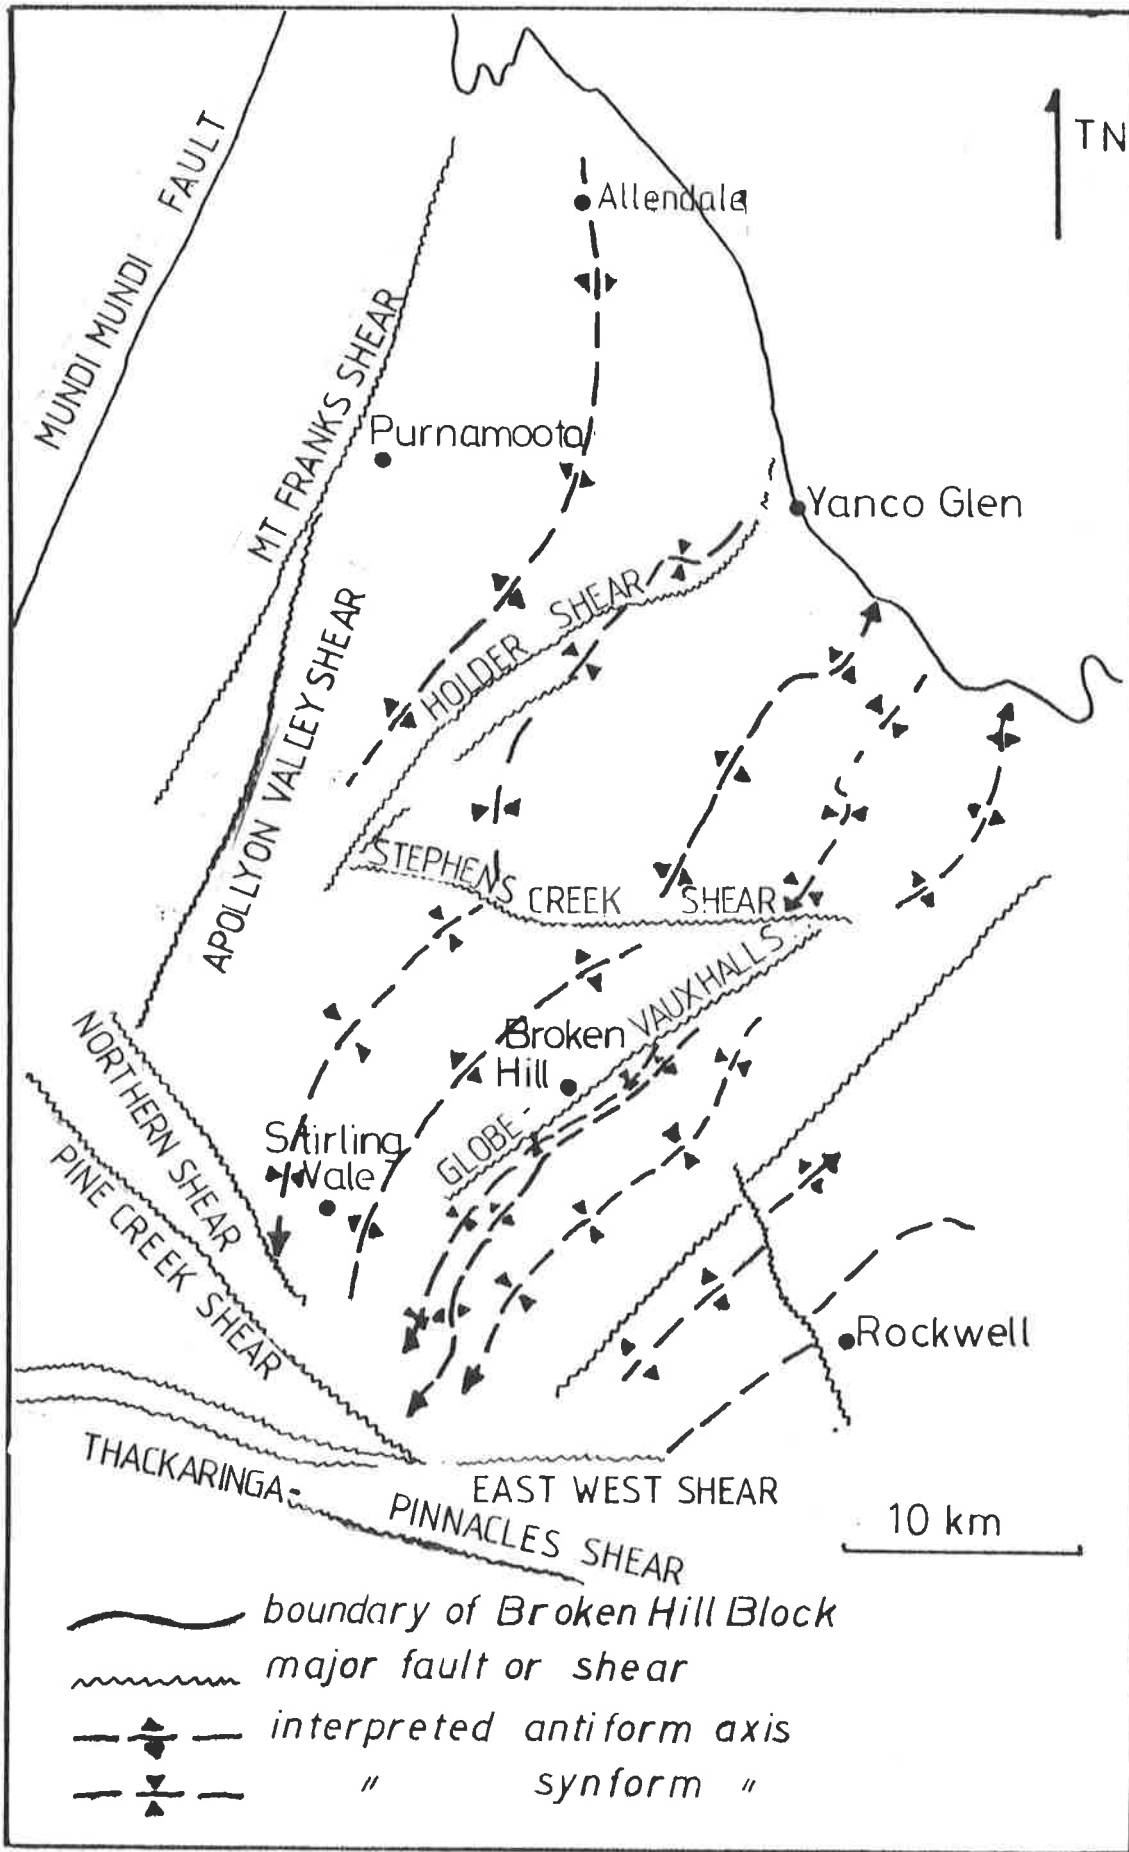 TN
MUNDI MUNDI FAULT
Allendale
MT FRANKS SHEAR
Purnamoota
Yanco Glen
HOLDER SHEAR
APOLLYON VALLEY SHEAR
STEPHENS CREEK SHEAR
GLOBE - VAUXHALLS
Broken
Hill
NORTHERN SHEAR
Stirling
Vale
PINE CREEK SHEAR
Rockwell
THACKARINGA-
PINNACLES SHEAR
EAST WEST SHEAR
10 km
boundary of Broken Hill Block
major fault or shear
interpreted antiform axis
" synform "